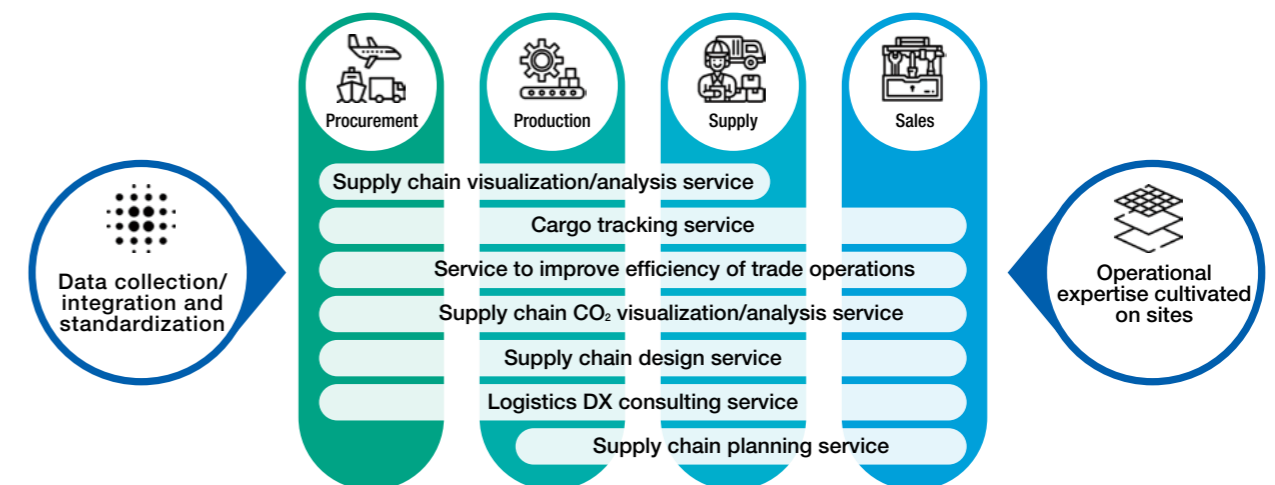 Procurement
Production
Supply
Sales
Supply chain visualization/analysis service
Cargo tracking service
Service to improve efficiency of trade operations
Supply chain CO₂ visualization/analysis service
Supply chain design service
Logistics DX consulting service
Supply chain planning service
Data collection/
integration and
standardization
Operational
expertise cultivated
on sites